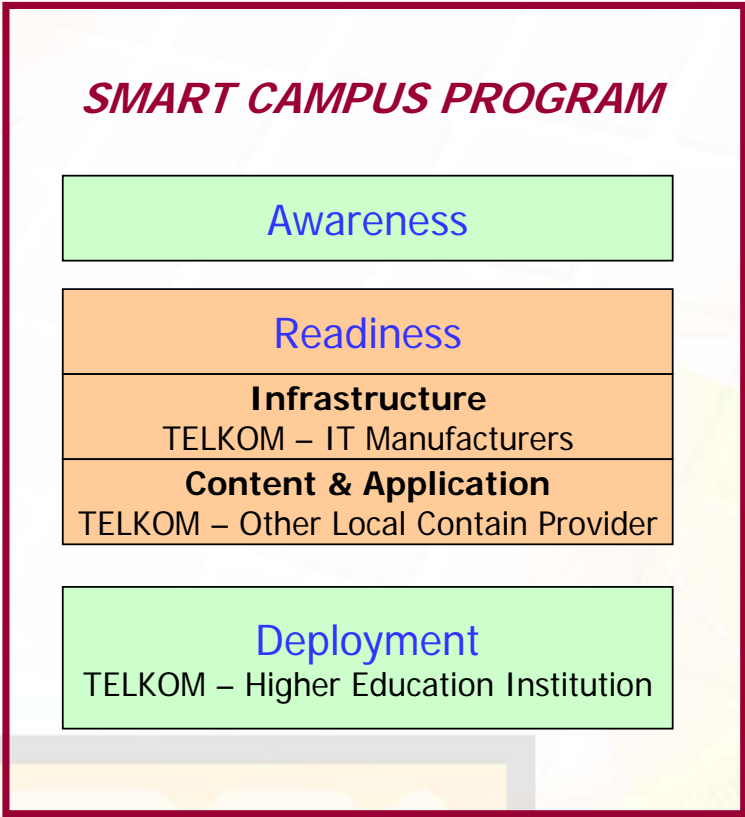 SMART CAMPUS PROGRAM
Awareness
Readiness
Infrastructure
TELKOM – IT Manufacturers
Content & Application
TELKOM – Other Local Contain Provider
Deployment
TELKOM – Higher Education Institution